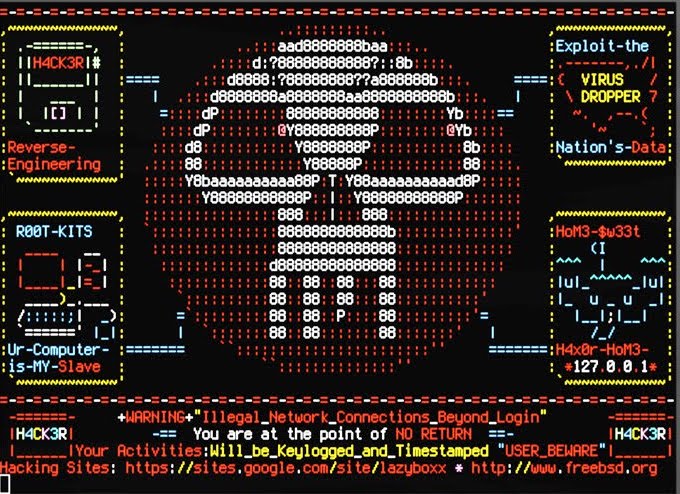 H4CK3R
Reverse-
Engineering
Exploit-the
VIRUS
DROPPER
Nation's-Data
R00T-KITS
Ur-Computer-
is-MY-Slave
HoM3-$w33t
H4x0r-HoM3-
*127.0.0.1*
+WARNING+"Illegal_Network_Connections_Beyond_Login"
|H4CK3R| -== You are at the point of NO RETURN ==- |H4CK3R|
Your Activities:Will_be_Keylogged_and_Timestamped "USER_BEWARE"
Hacking Sites: https://sites.google.com/site/lazyboxx * http://www.freebsd.org